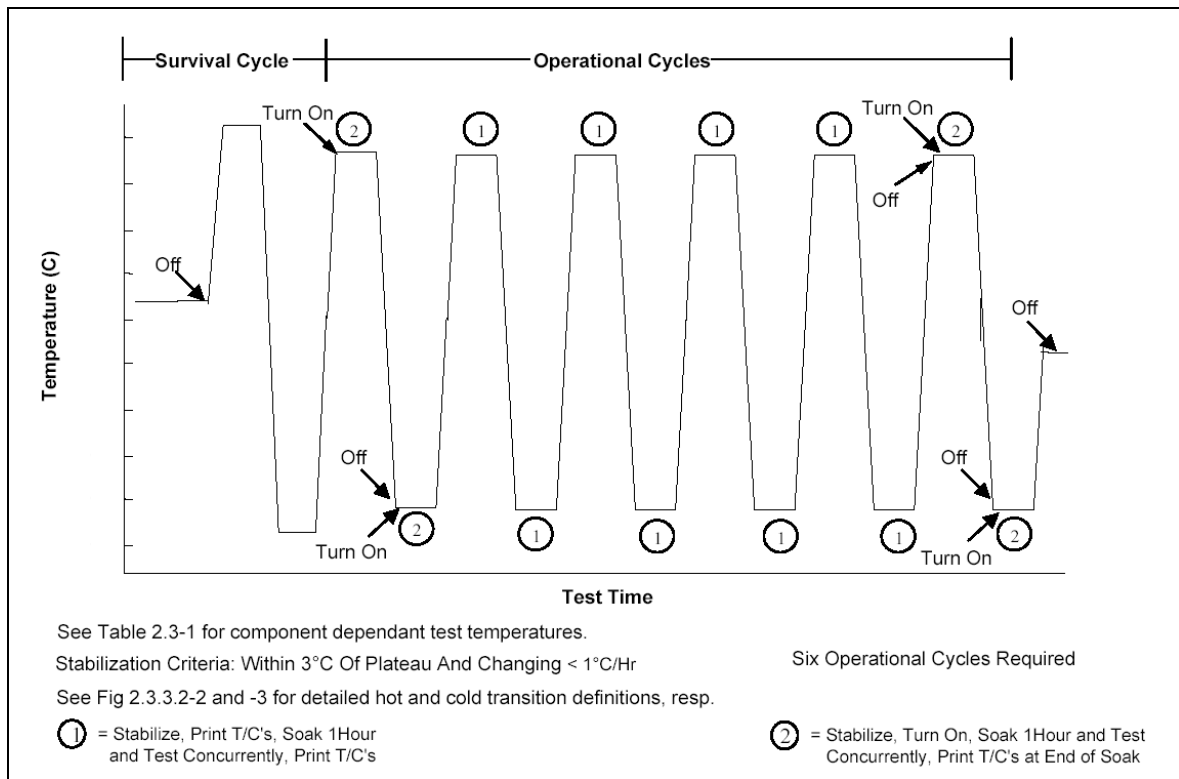 Survival Cycle
Operational Cycles
Turn On
2
1
1
1
1
Turn On
2
Off
Off
Off
Temperature (C)
Off
Turn On
2
1
1
1
1
Off
Turn On
2
Test Time
See Table 2.3-1 for component dependant test temperatures.
Stabilization Criteria: Within 3°C Of Plateau And Changing < 1°C/Hr
Six Operational Cycles Required
See Fig 2.3.3.2-2 and -3 for detailed hot and cold transition definitions, resp.
1 = Stabilize, Print T/C's, Soak 1Hour
and Test Concurrently, Print T/C's
2 = Stabilize, Turn On, Soak 1Hour and Test
Concurrently, Print T/C's at End of Soak